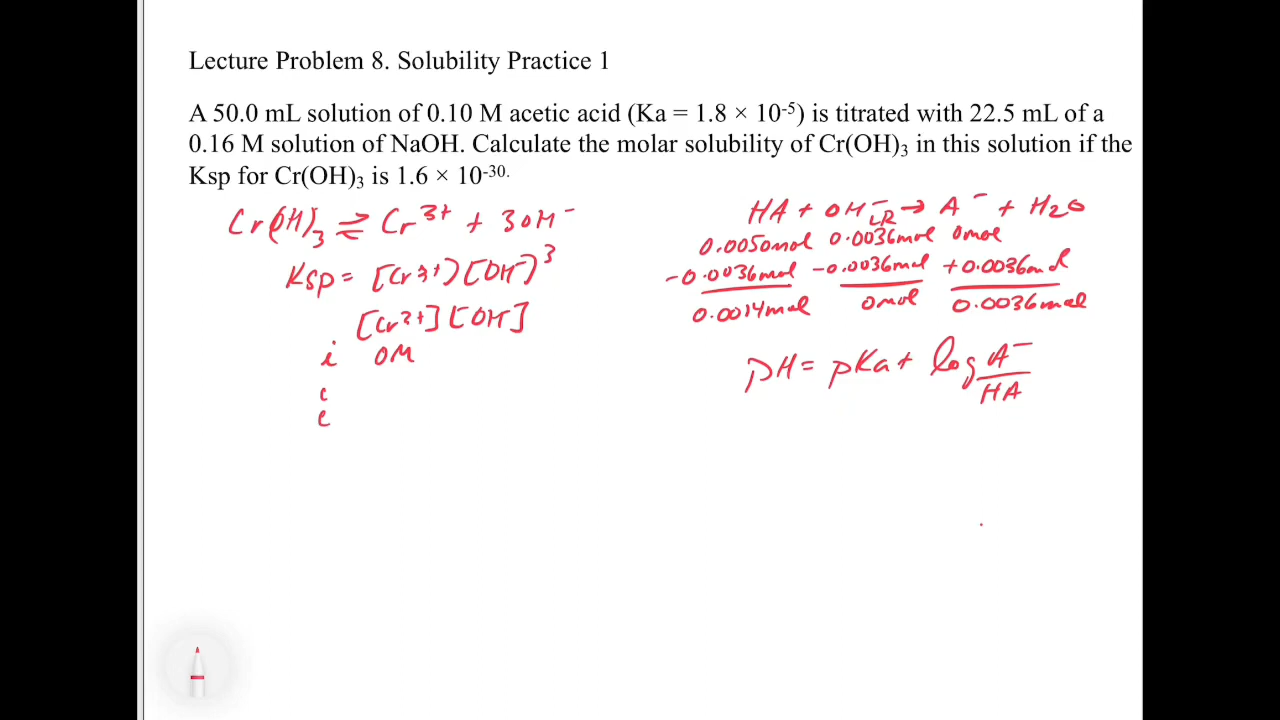 Lecture Problem 8. Solubility Practice 1
A 50.0 mL solution of 0.10 M acetic acid (Ka = 1.8 × 10⁻⁵) is titrated with 22.5 mL of a
0.16 M solution of NaOH. Calculate the molar solubility of Cr(OH)₃ in this solution if the
Ksp for Cr(OH)₃ is 1.6 × 10⁻³⁰.
Cr(OH)₃ ⇌ Cr³⁺ + 3OH⁻
Ksp = [Cr³⁺)[OH⁻)³
[Cr³⁺][OH⁻]
i 0M
c
e
HA + OH⁻ → A⁻ + H₂O
LR
0.0050mol 0.0036mol 0mol
-0.0036mol -0.0036mol +0.0036mol
0.0014mol 0mol 0.0036mol
pH = pKa + log A⁻
HA